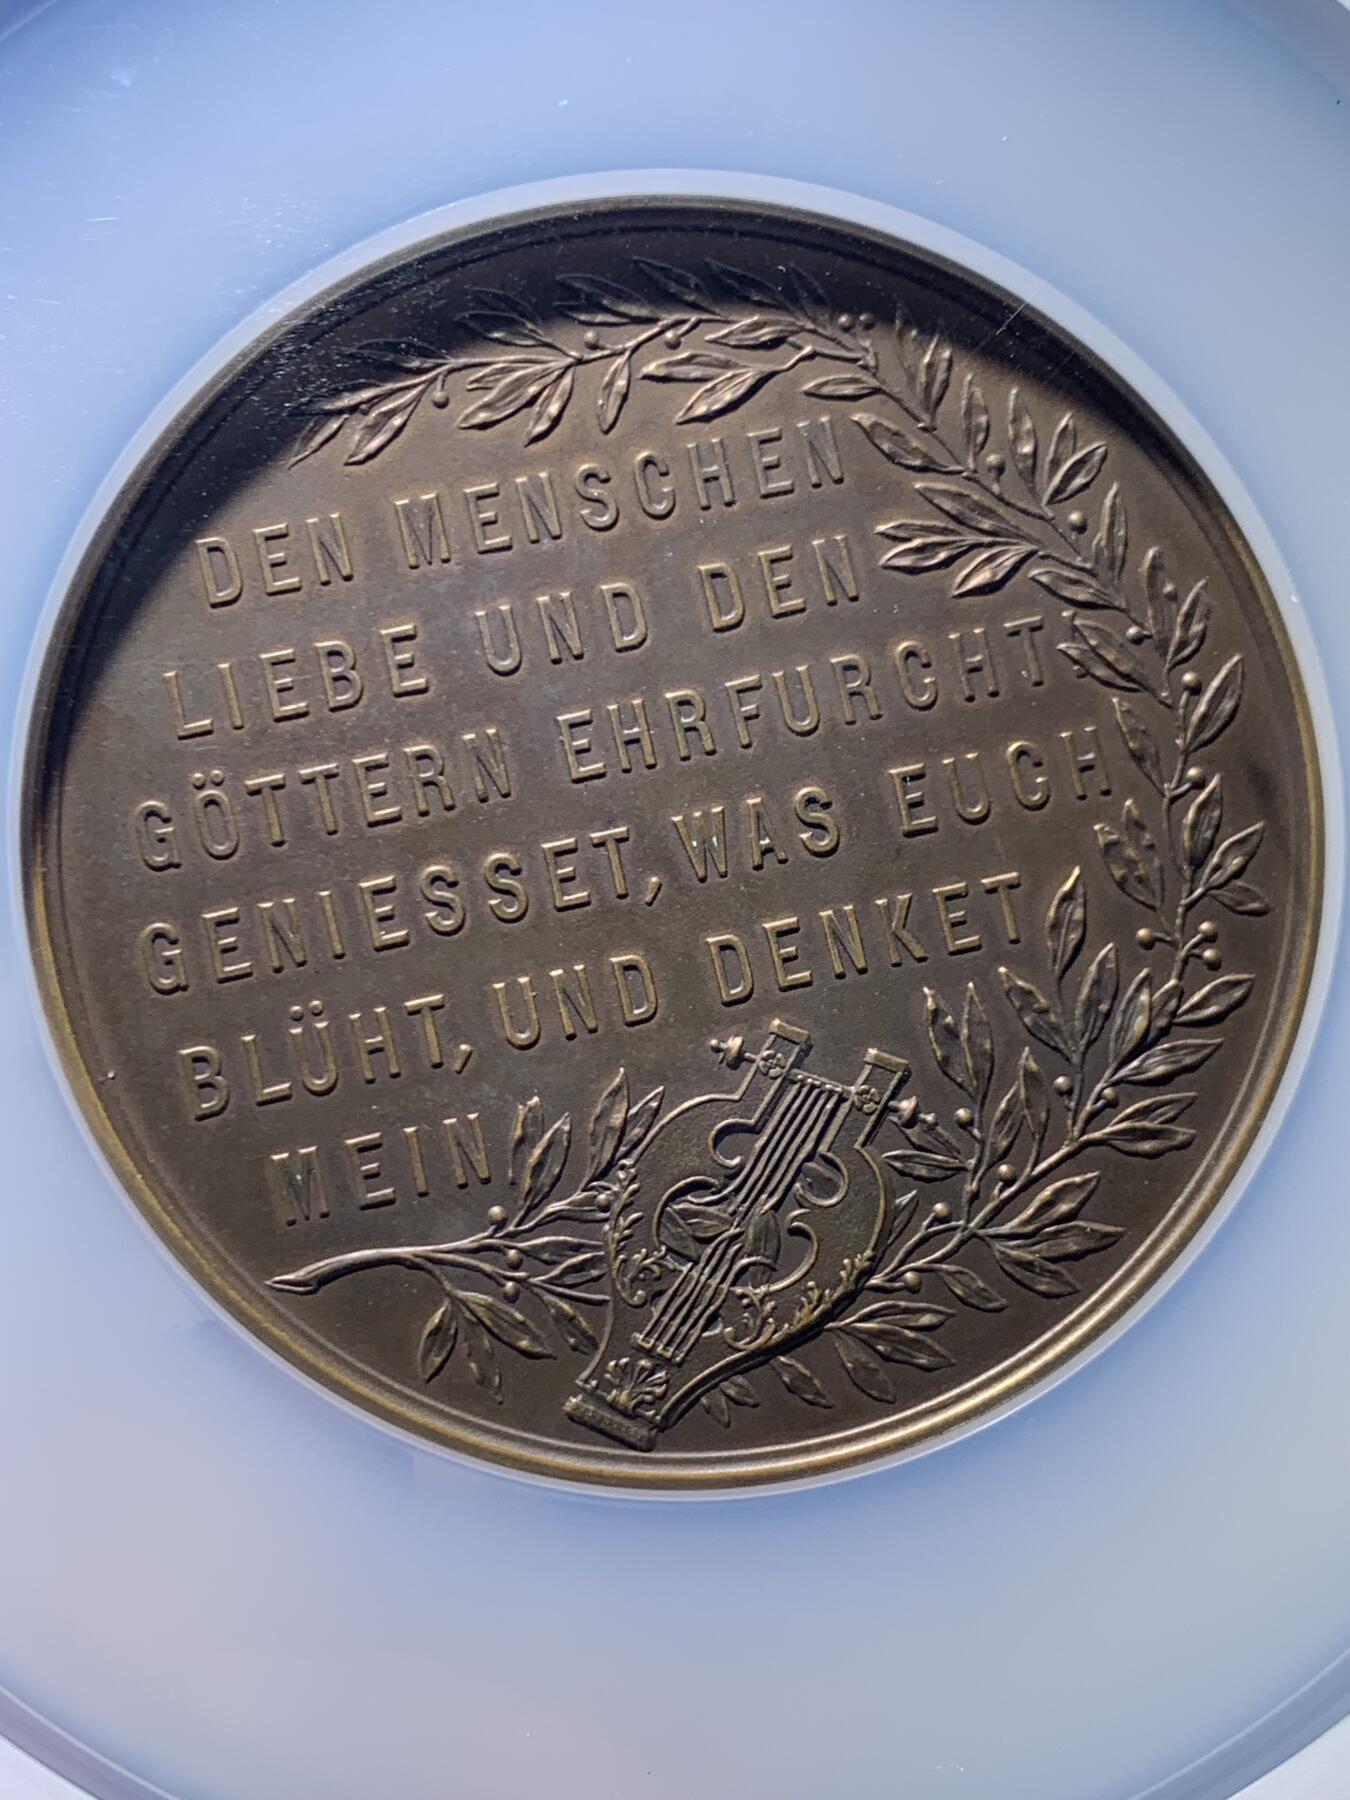 DEN MENSCHEN
LIEBE UND DEN
GÖTTERN EHRFURCHT,
GENIESSET, WAS EUCH
BLÜHT, UND DENKET
MEIN